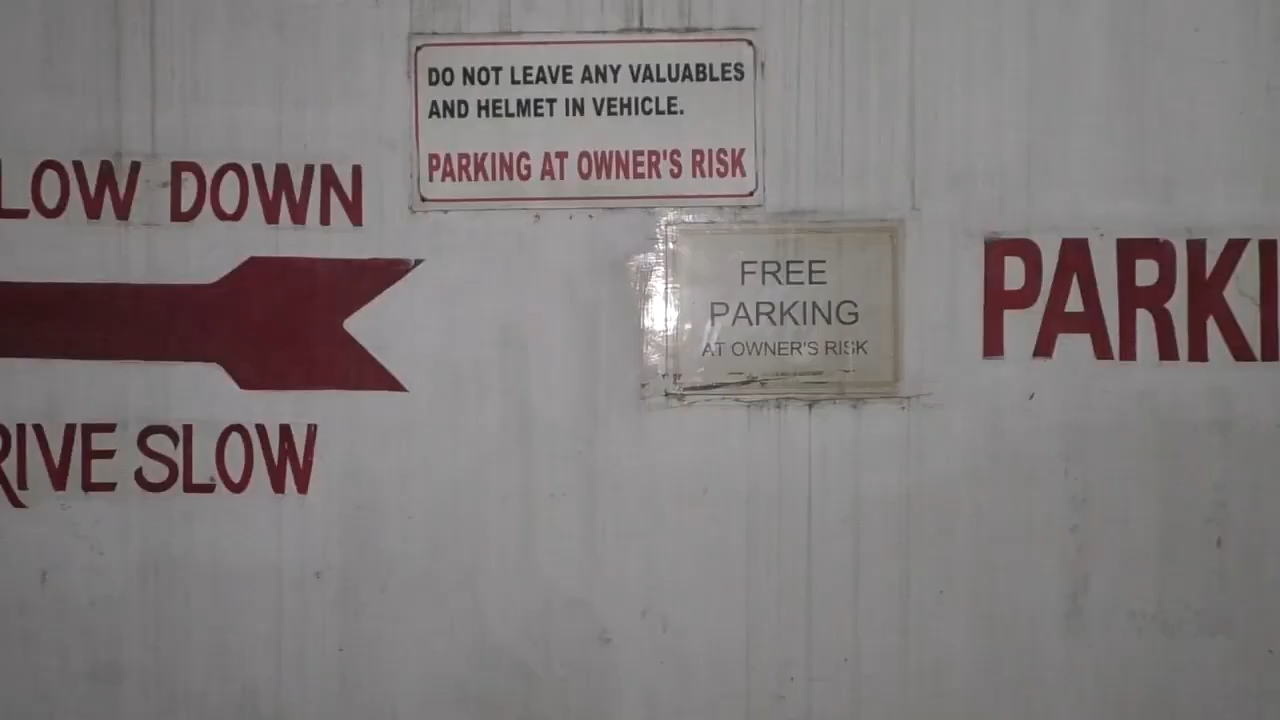 DO NOT LEAVE ANY VALUABLES
AND HELMET IN VEHICLE.
PARKING AT OWNER'S RISK
LOW DOWN
RIVE SLOW
FREE
PARKING
AT OWNER'S RISK
PARKI